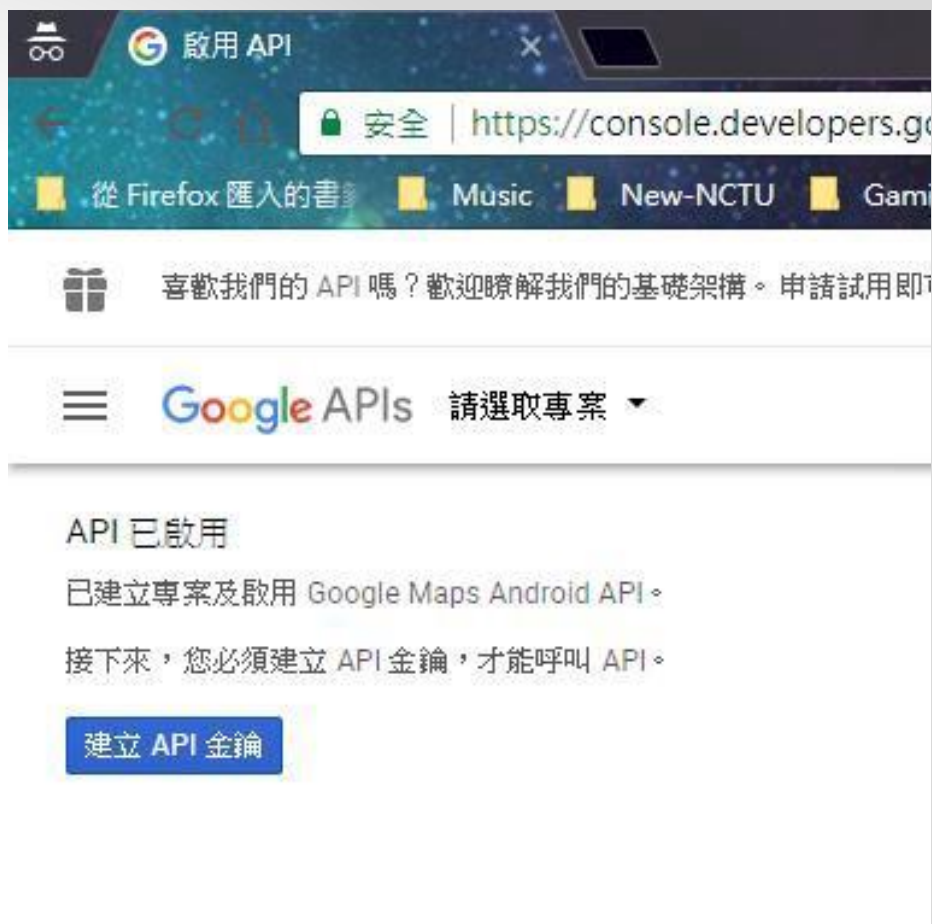 啟用 API
安全 | https://console.developers.go
從 Firefox 匯入的書 Music New-NCTU Gami
喜歡我們的 API 嗎？歡迎瞭解我們的基礎架構。申請試用即可
Google APIs 請選取專案
API 已啟用
已建立專案及啟用 Google Maps Android API。
接下來，您必須建立 API 金鑰，才能呼叫 API。
建立 API 金鑰